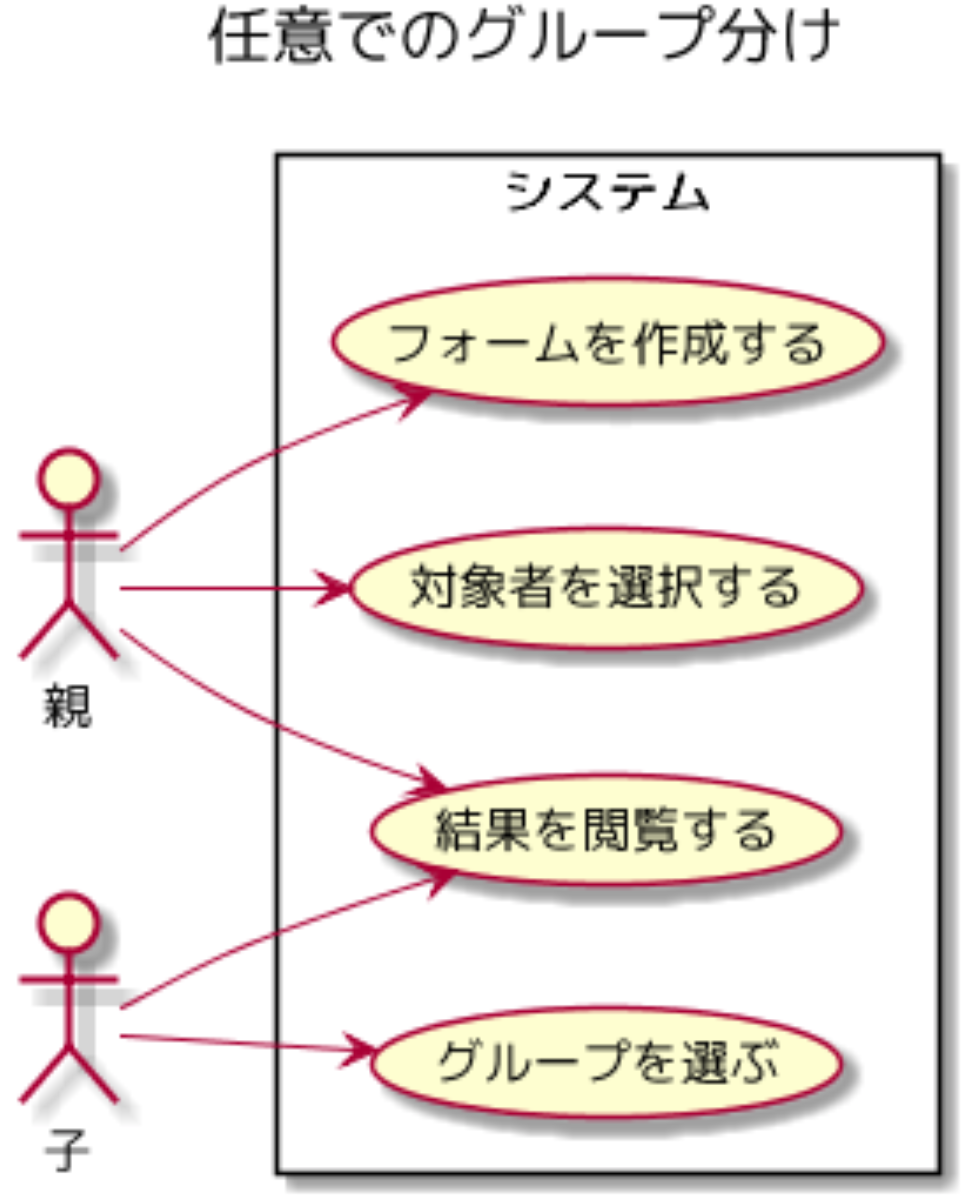 任意でのグループ分け
システム
フォームを作成する
対象者を選択する
親
結果を閲覧する
グループを選ぶ
子